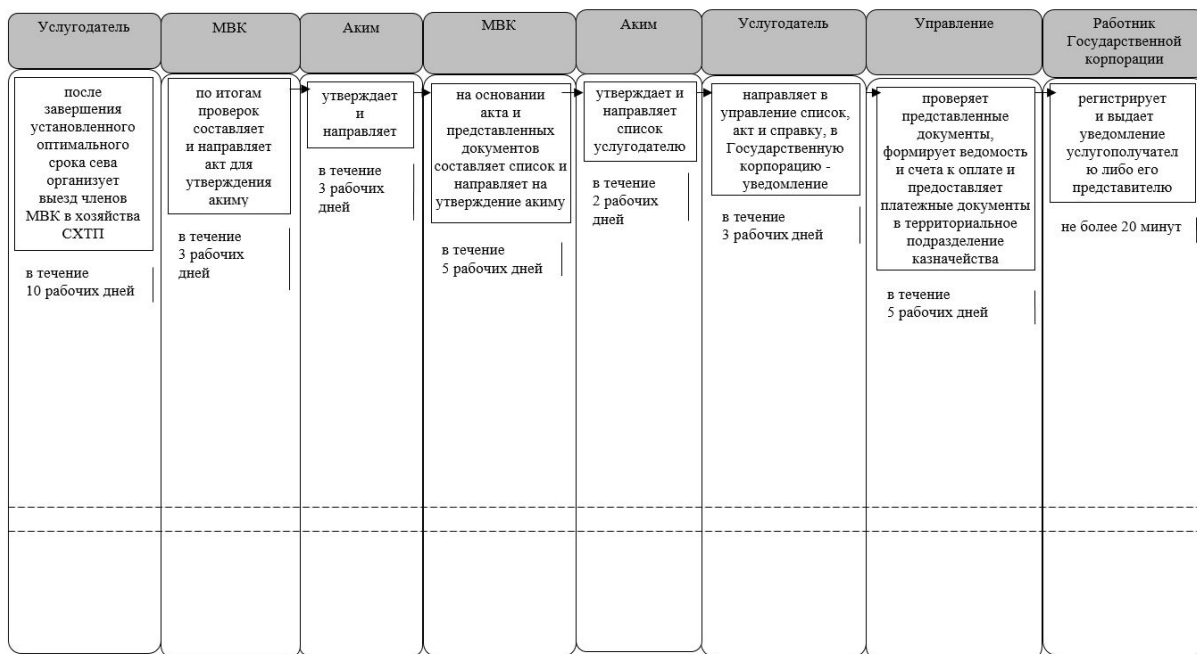 Услугодатель
МВК
Аким
МВК
Аким
Услугодатель
Управление
Работник
Государственной
корпорации
после
завершения
установленного
оптимального
срока сева
организует
выезд членов
МВК в хозяйства
СХТП
в течение
10 рабочих дней
по итогам
проверок
составляет
и направляет
акт для
утверждения
акиму
в течение
3 рабочих
дней
утверждает
и
направляет
в течение
3 рабочих
дней
на основании
акта и
представленных
документов
составляет список и
направляет на
утверждение акиму
в течение
5 рабочих дней
утверждает и
направляет
список
услугодателю
в течение
2 рабочих
дней
направляет в
управление список,
акт и справку, в
Государственную
корпорацию -
уведомление
в течение
3 рабочих дней
проверяет
представленные
документы,
формирует ведомость
и счета к оплате и
предоставляет
платежные документы
в территориальное
подразделение
казначейства
в течение
5 рабочих дней
регистрирует
и выдает
уведомление
услугополучател
ю либо его
представителю
не более 20 минут